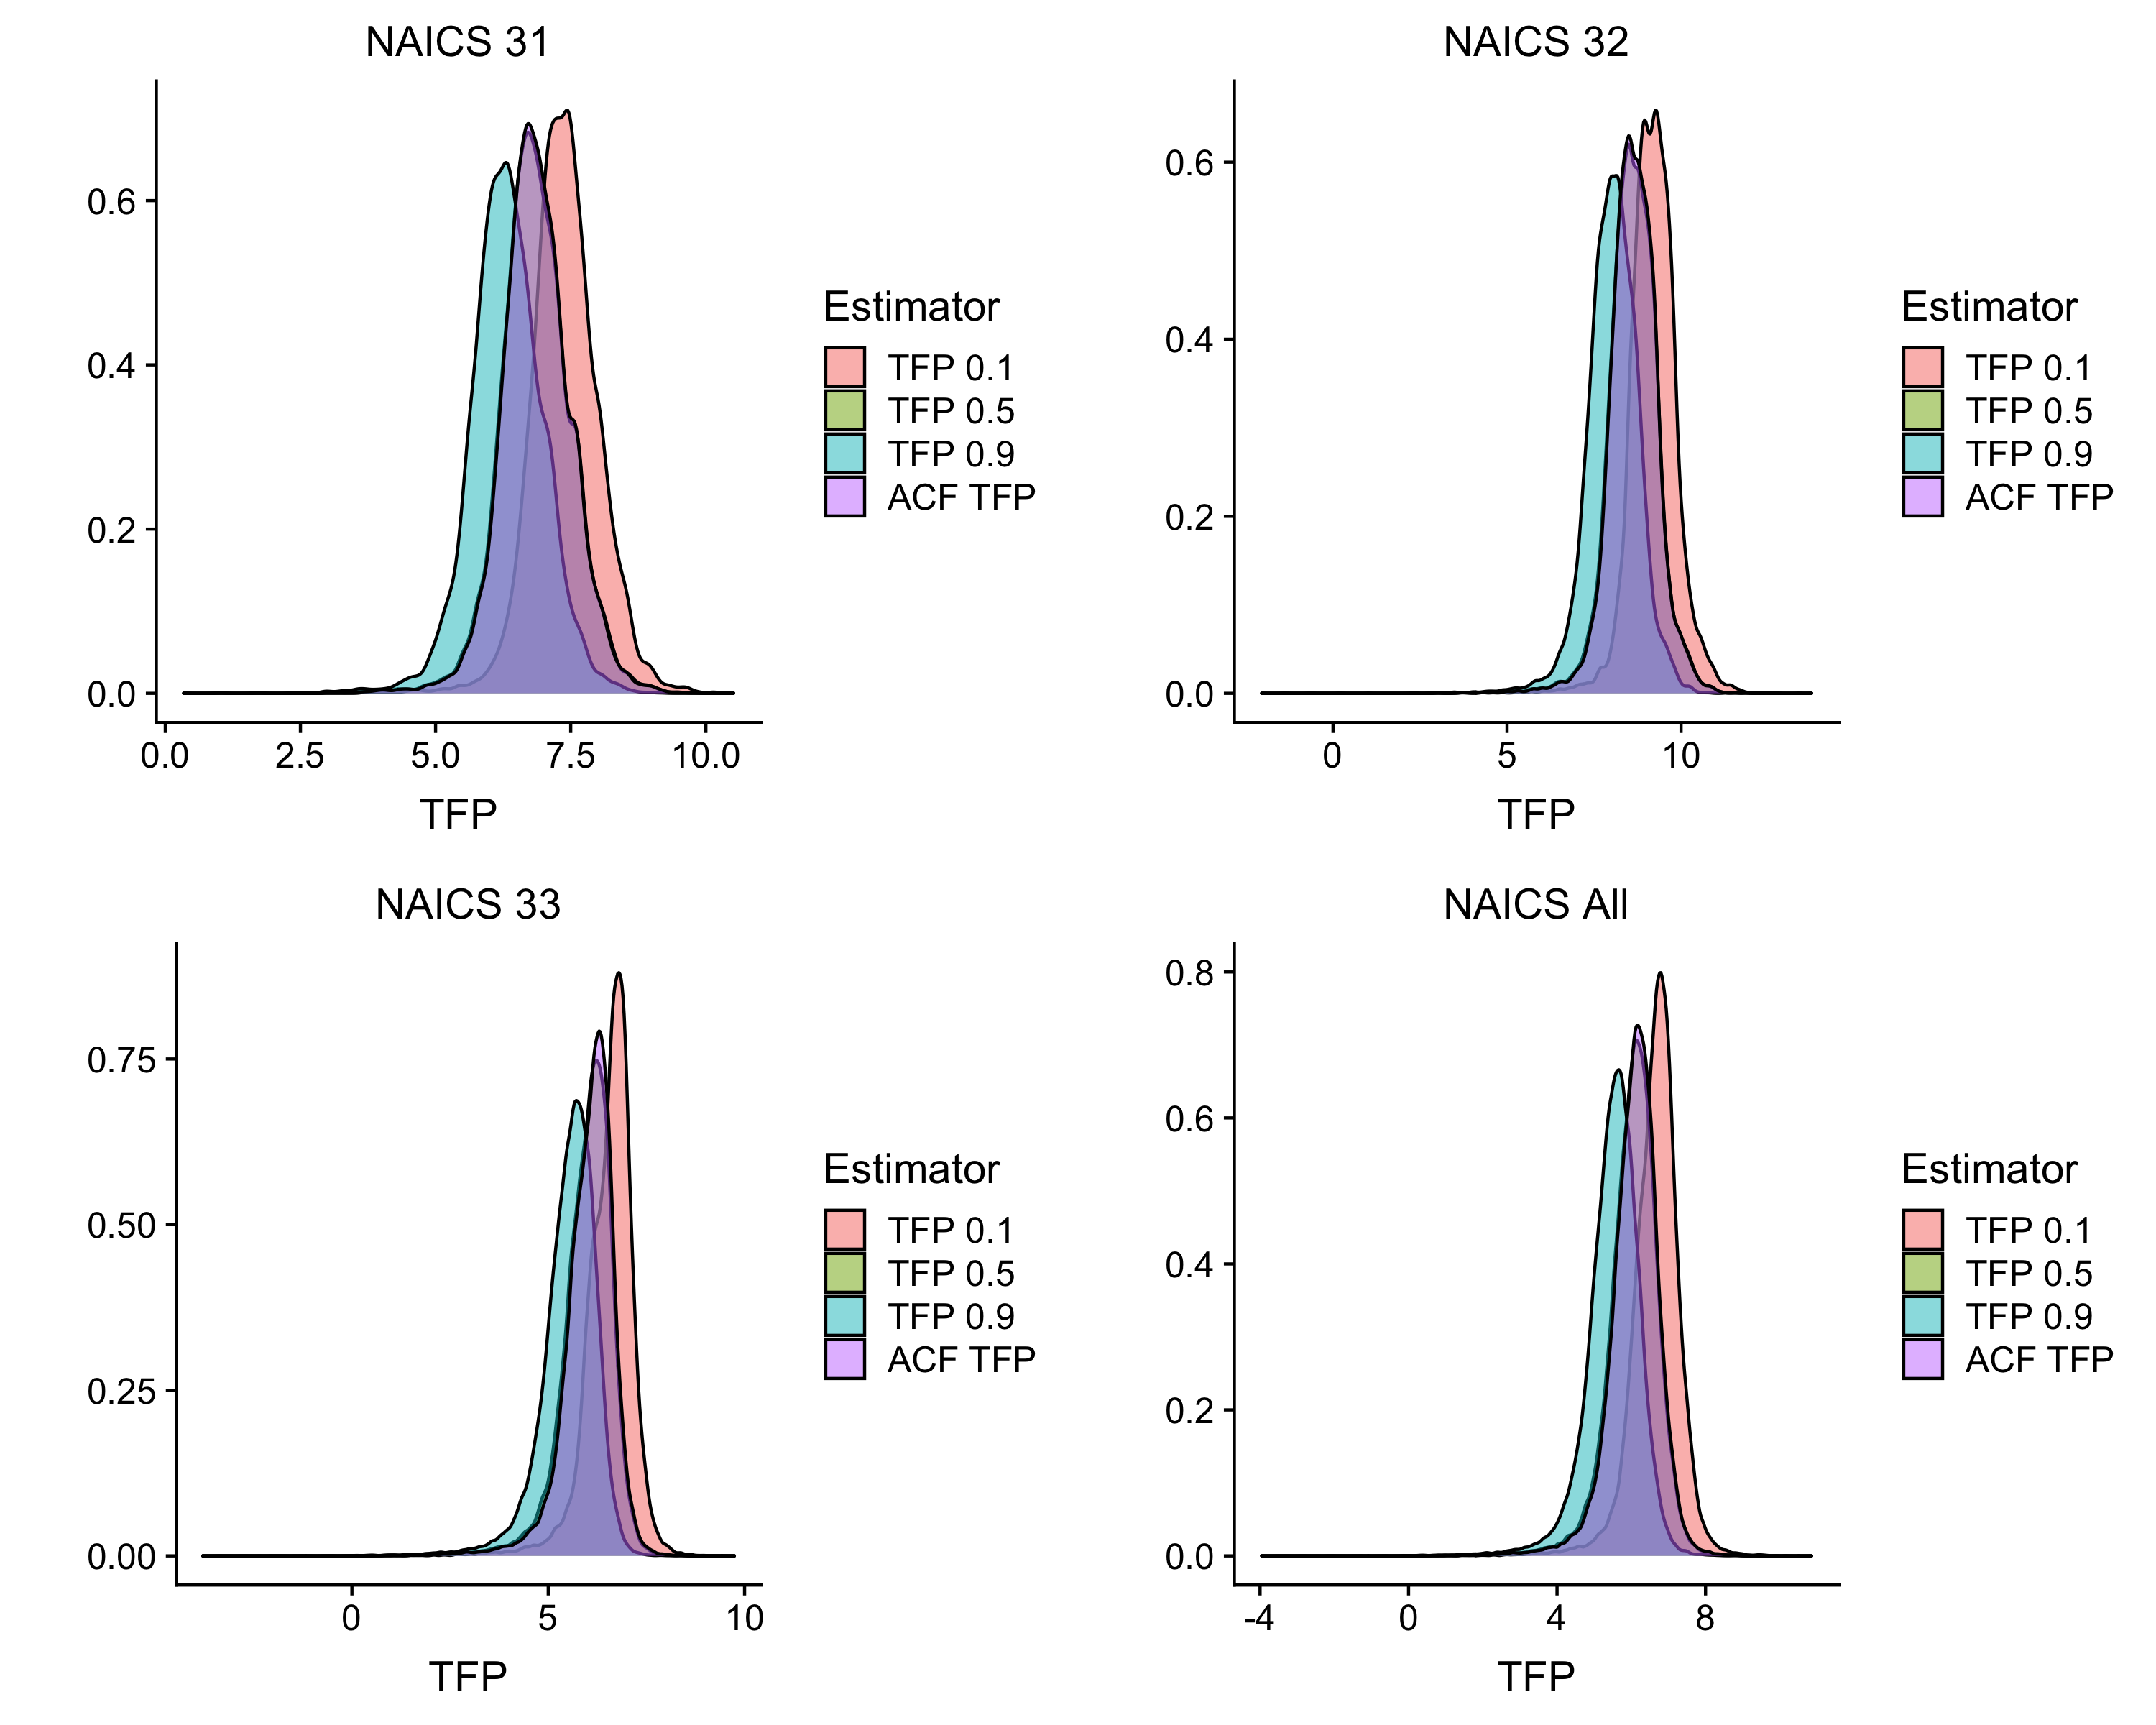 NAICS 31
0.6
0.4
0.2
0.0
0.0 2.5 5.0 7.5 10.0
TFP
Estimator
TFP 0.1
TFP 0.5
TFP 0.9
ACF TFP
NAICS 32
0.6
0.4
0.2
0.0
0 5 10
TFP
Estimator
TFP 0.1
TFP 0.5
TFP 0.9
ACF TFP
NAICS 33
0.75
0.50
0.25
0.00
0 5 10
TFP
Estimator
TFP 0.1
TFP 0.5
TFP 0.9
ACF TFP
NAICS All
0.8
0.6
0.4
0.2
0.0
-4 0 4 8
TFP
Estimator
TFP 0.1
TFP 0.5
TFP 0.9
ACF TFP